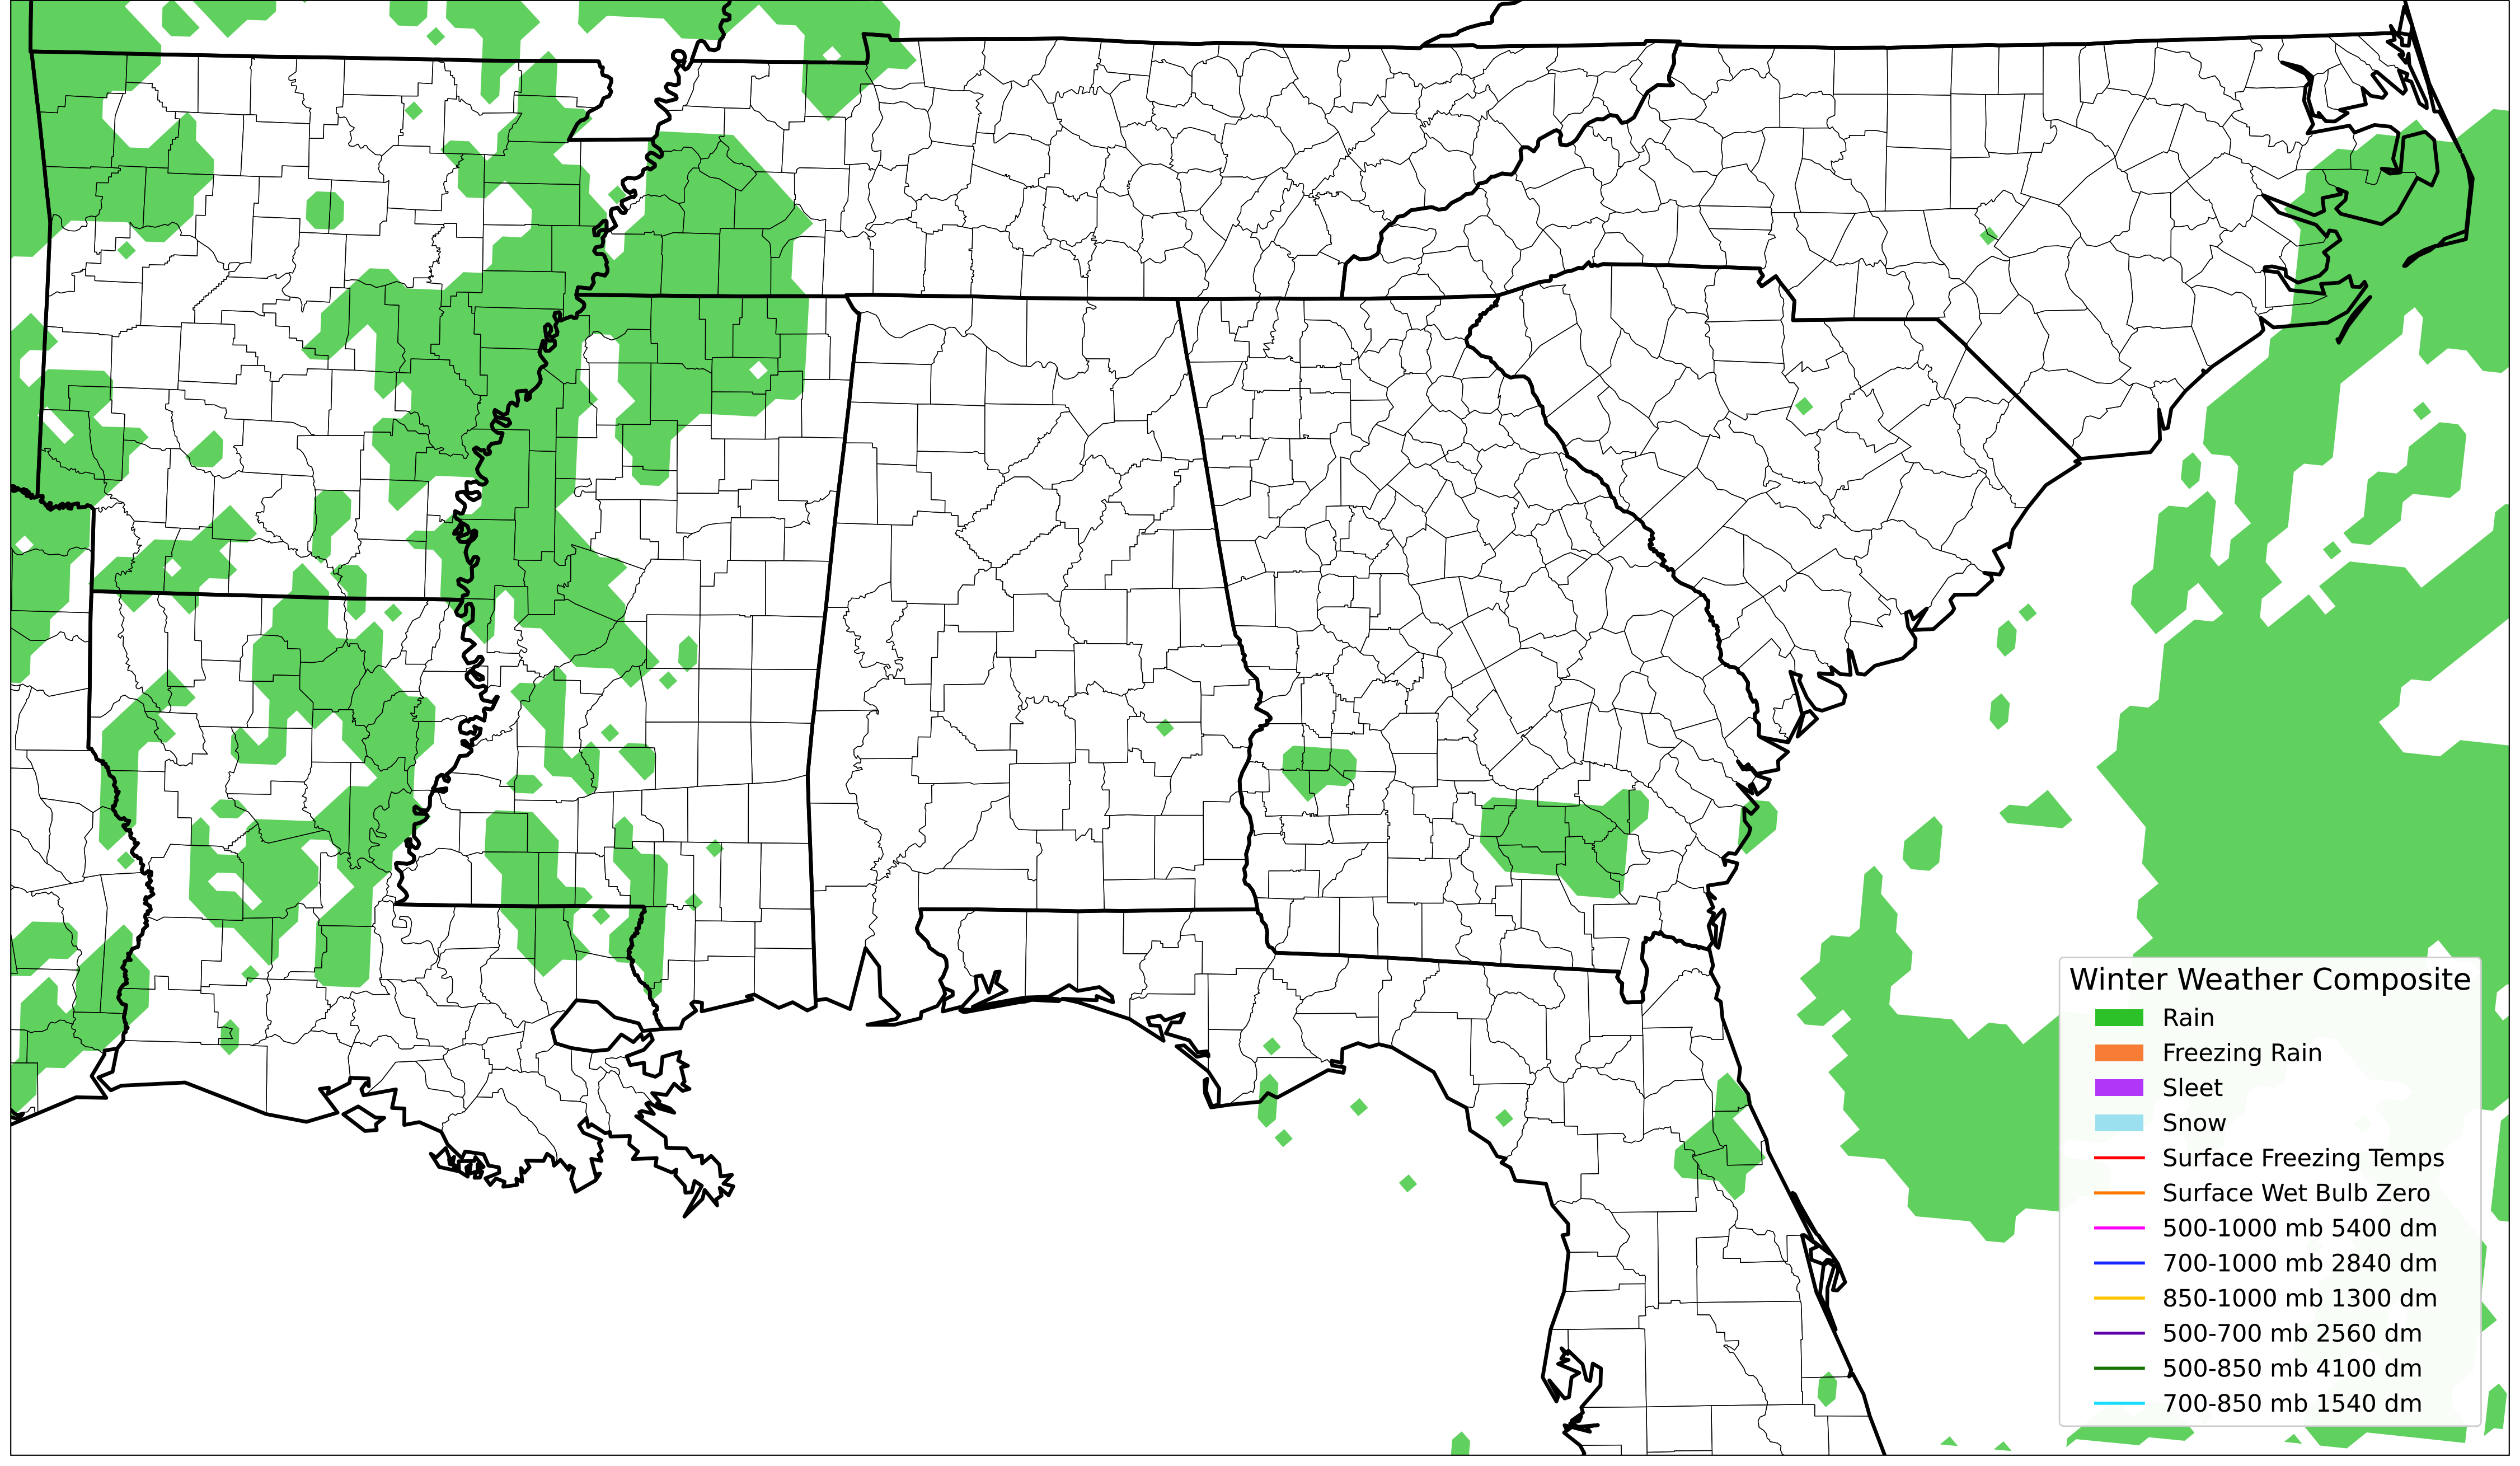 Winter Weather Composite
Rain
Freezing Rain
Sleet
Snow
Surface Freezing Temps
Surface Wet Bulb Zero
500-1000 mb 5400 dm
700-1000 mb 2840 dm
850-1000 mb 1300 dm
500-700 mb 2560 dm
500-850 mb 4100 dm
700-850 mb 1540 dm